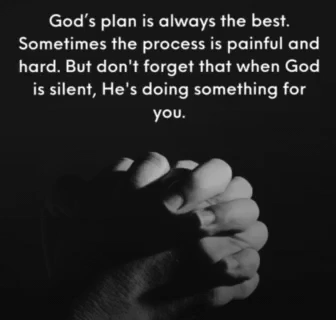 God’s plan is always the best.
Sometimes the process is painful and
hard. But don't forget that when God
is silent, He's doing something for
you.